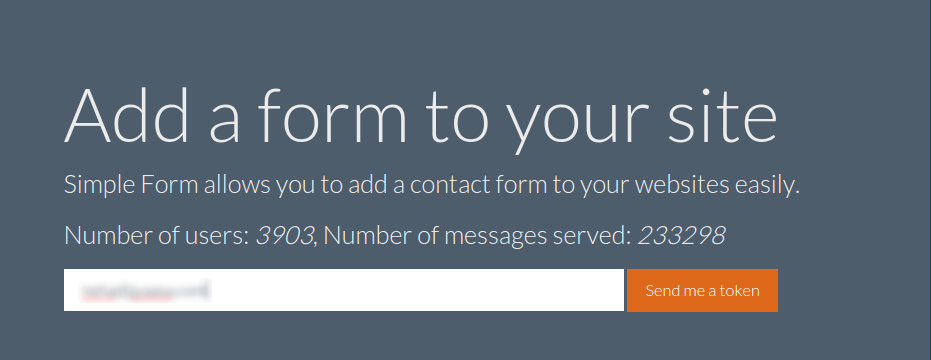 Add a form to your site
Simple Form allows you to add a contact form to your websites easily.
Number of users: 3903, Number of messages served: 233298
Send me a token